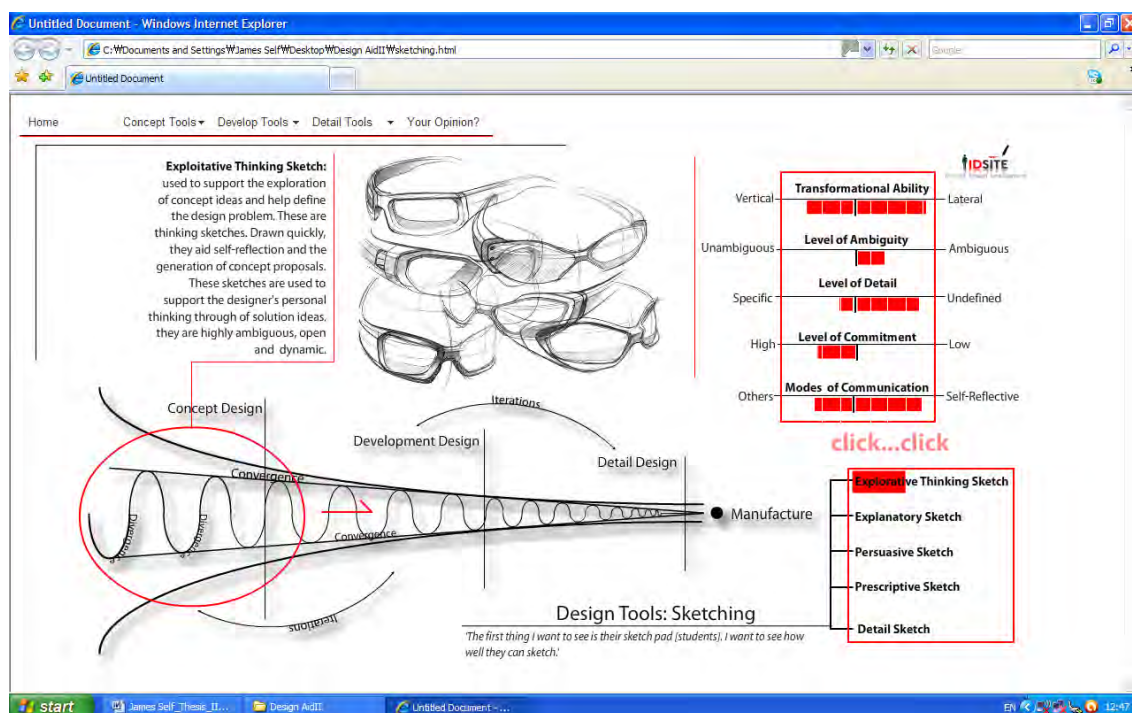 Untitled Document - Windows Internet Explorer
C:₩Documents and Settings₩James Self₩Desktop₩Design AidII₩sketching.html
Google
Untitled Document
Home Concept Tools Develop Tools Detail Tools Your Opinion?
Exploitative Thinking Sketch:
used to support the exploration
of concept ideas and help define
the design problem. These are
thinking sketches. Drawn quickly,
they aid self-reflection and the
generation of concept proposals.
These sketches are used to
support the designer's personal
thinking through of solution ideas,
they are highly ambiguous, open
and dynamic.
IDSITE
Transformational Ability
Vertical Lateral
Level of Ambiguity
Unambiguous Ambiguous
Level of Detail
Specific Undefined
Level of Commitment
High Low
Modes of Communication
Others Self-Reflective
click...click
Concept Design
Iterations
Development Design
Detail Design
Convergence
Divergence
Divergence
Convergence
Manufacture
Iterations
Explorative Thinking Sketch
Explanatory Sketch
Persuasive Sketch
Prescriptive Sketch
Detail Sketch
Design Tools: Sketching
'The first thing I want to see is their sketch pad [students], I want to see how
well they can sketch.'
start James Self_Thesis_II... Design AidII Untitled Document - ... EN 12:47